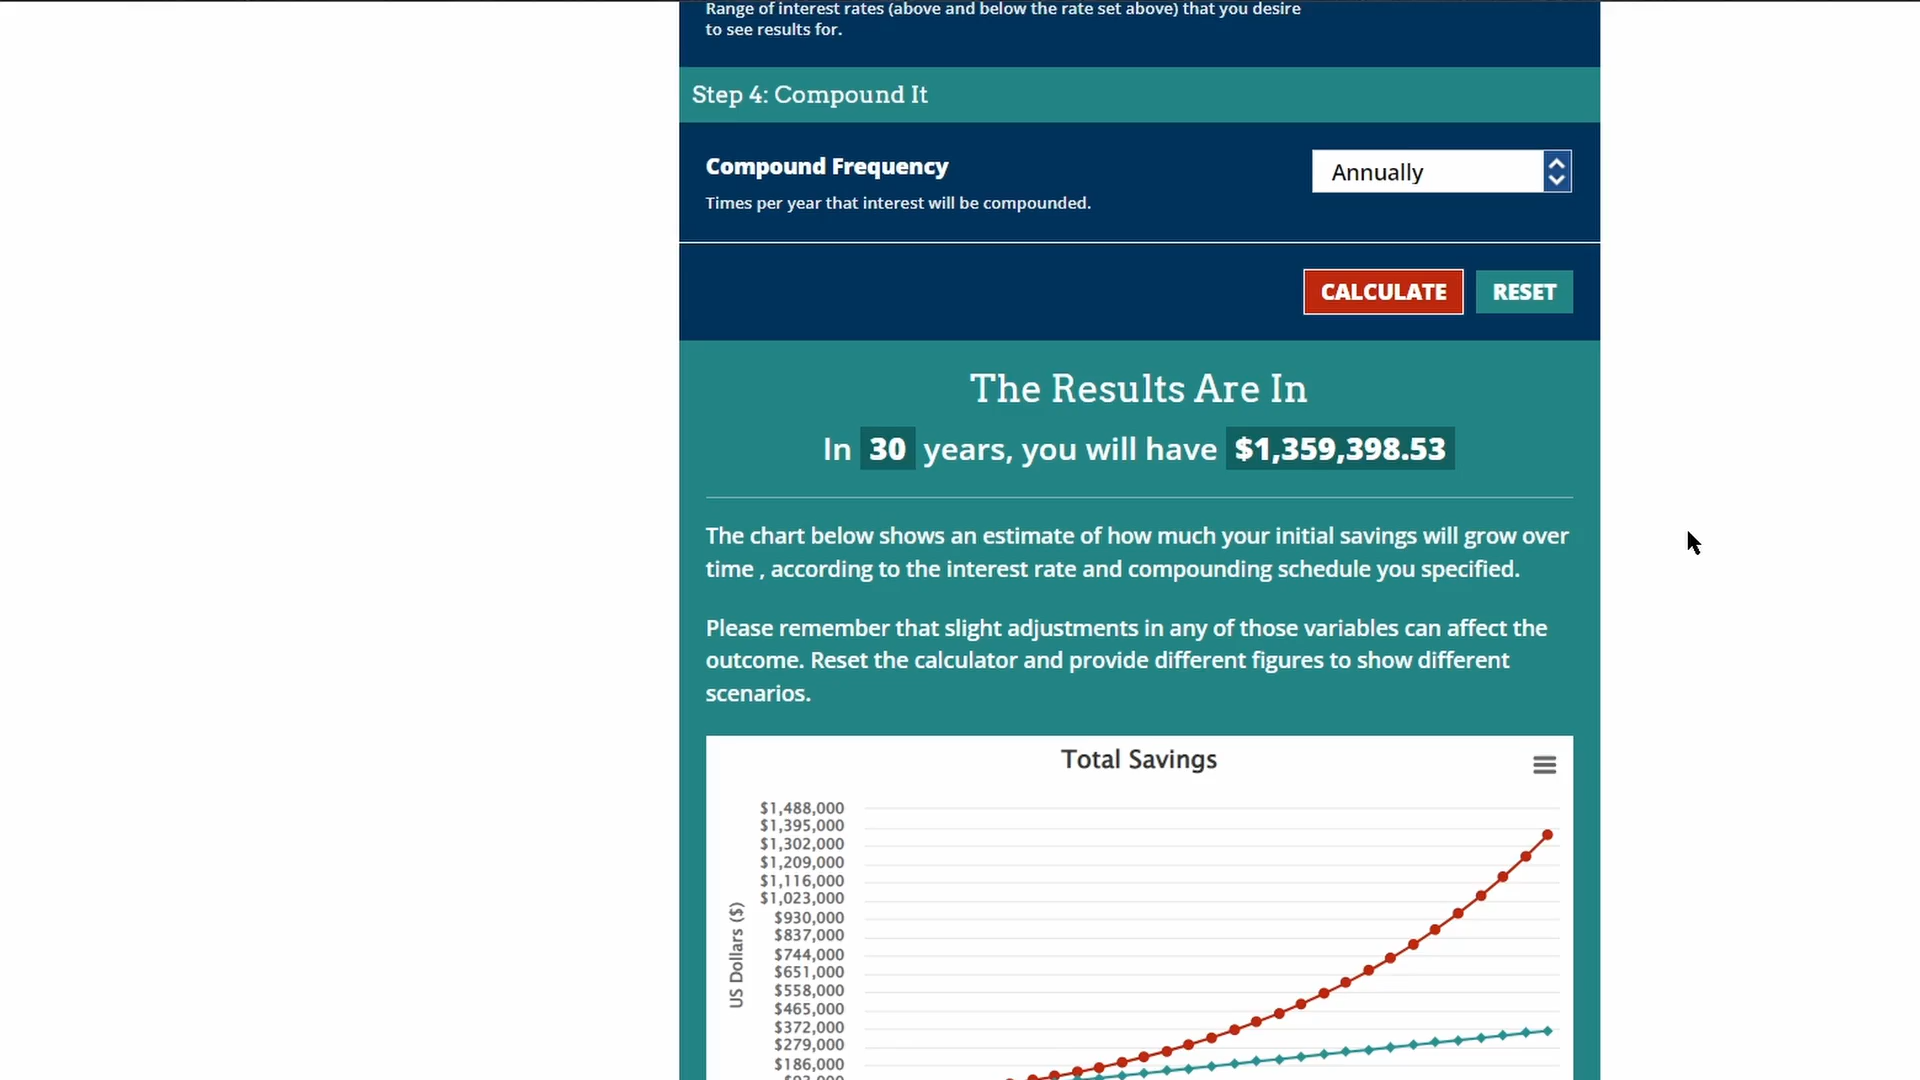 Range of interest rates (above and below the rate set above) that you desire
to see results for.
Step 4: Compound It
Compound Frequency
Annually
Times per year that interest will be compounded.
CALCULATE
RESET
The Results Are In
In 30 years, you will have $1,359,398.53
The chart below shows an estimate of how much your initial savings will grow over
time , according to the interest rate and compounding schedule you specified.
Please remember that slight adjustments in any of those variables can affect the
outcome. Reset the calculator and provide different figures to show different
scenarios.
Total Savings
US Dollars ($)
$1,488,000
$1,395,000
$1,302,000
$1,209,000
$1,116,000
$1,023,000
$930,000
$837,000
$744,000
$651,000
$558,000
$465,000
$372,000
$279,000
$186,000